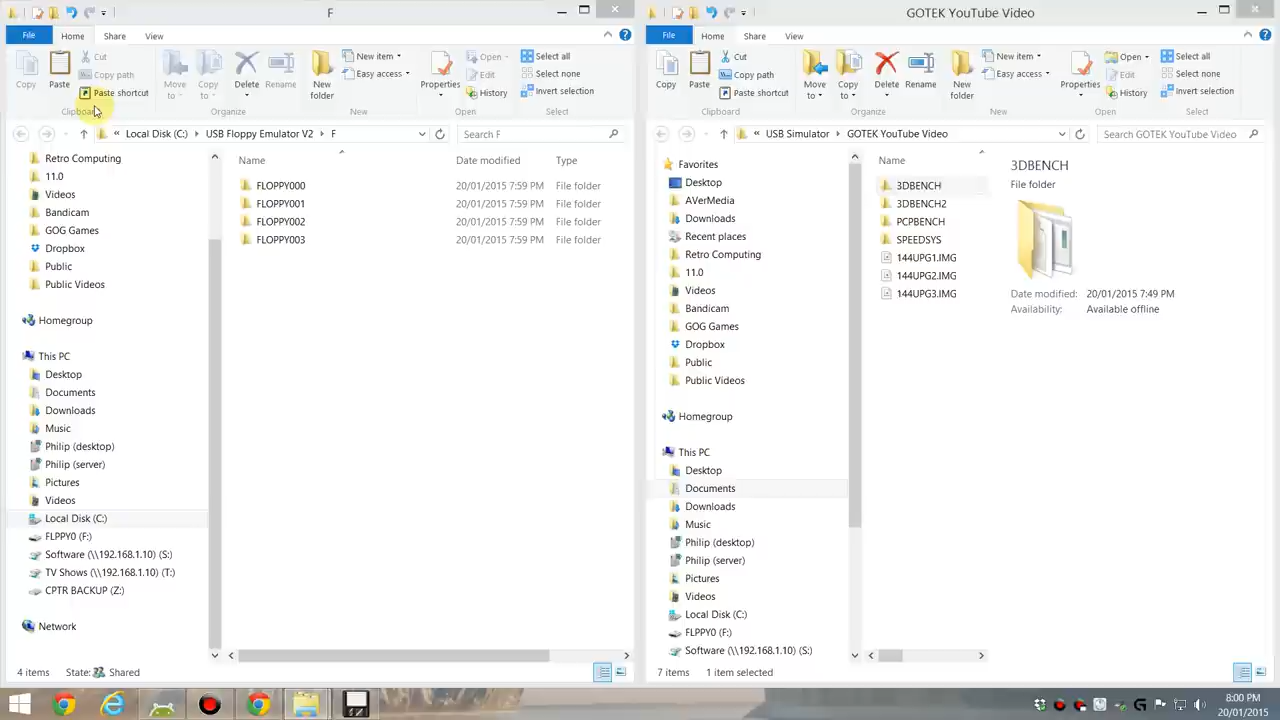 F
File
Home
Share
View
Copy
Paste
Cut
Copy path
Paste shortcut
Clipboard
Move to
Copy to
Delete
Rename
Organize
New folder
New item
Easy access
New
Properties
Open
Edit
History
Open
Select all
Select none
Invert selection
Select
« Local Disk (C:) › USB Floppy Emulator V2 › F
Search F
Retro Computing
11.0
Videos
Bandicam
GOG Games
Dropbox
Public
Public Videos
Homegroup
This PC
Desktop
Documents
Downloads
Music
Philip (desktop)
Philip (server)
Pictures
Videos
Local Disk (C:)
FLPPY0 (F:)
Software (\\192.168.1.10) (S:)
TV Shows (\\192.168.1.10) (T:)
CPTR BACKUP (Z:)
Network
Name Date modified Type
FLOPPY000 20/01/2015 7:59 PM File folder
FLOPPY001 20/01/2015 7:59 PM File folder
FLOPPY002 20/01/2015 7:59 PM File folder
FLOPPY003 20/01/2015 7:59 PM File folder
4 items State: Shared
GOTEK YouTube Video
File
Home
Share
View
Copy
Paste
Cut
Copy path
Paste shortcut
Clipboard
Move to
Copy to
Delete
Rename
Organize
New folder
New item
Easy access
New
Properties
Open
Edit
History
Open
Select all
Select none
Invert selection
Select
« USB Simulator › GOTEK YouTube Video
Search GOTEK YouTube Video
Favorites
Desktop
AVerMedia
Downloads
Recent places
Retro Computing
11.0
Videos
Bandicam
GOG Games
Dropbox
Public
Public Videos
Homegroup
This PC
Desktop
Documents
Downloads
Music
Philip (desktop)
Philip (server)
Pictures
Videos
Local Disk (C:)
FLPPY0 (F:)
Software (\\192.168.1.10) (S:)
Name
3DBENCH
3DBENCH2
PCPBENCH
SPEEDSYS
144UPG1.IMG
144UPG2.IMG
144UPG3.IMG
3DBENCH
File folder
Date modified: 20/01/2015 7:49 PM
Availability: Available offline
7 items 1 item selected
8:00 PM
20/01/2015